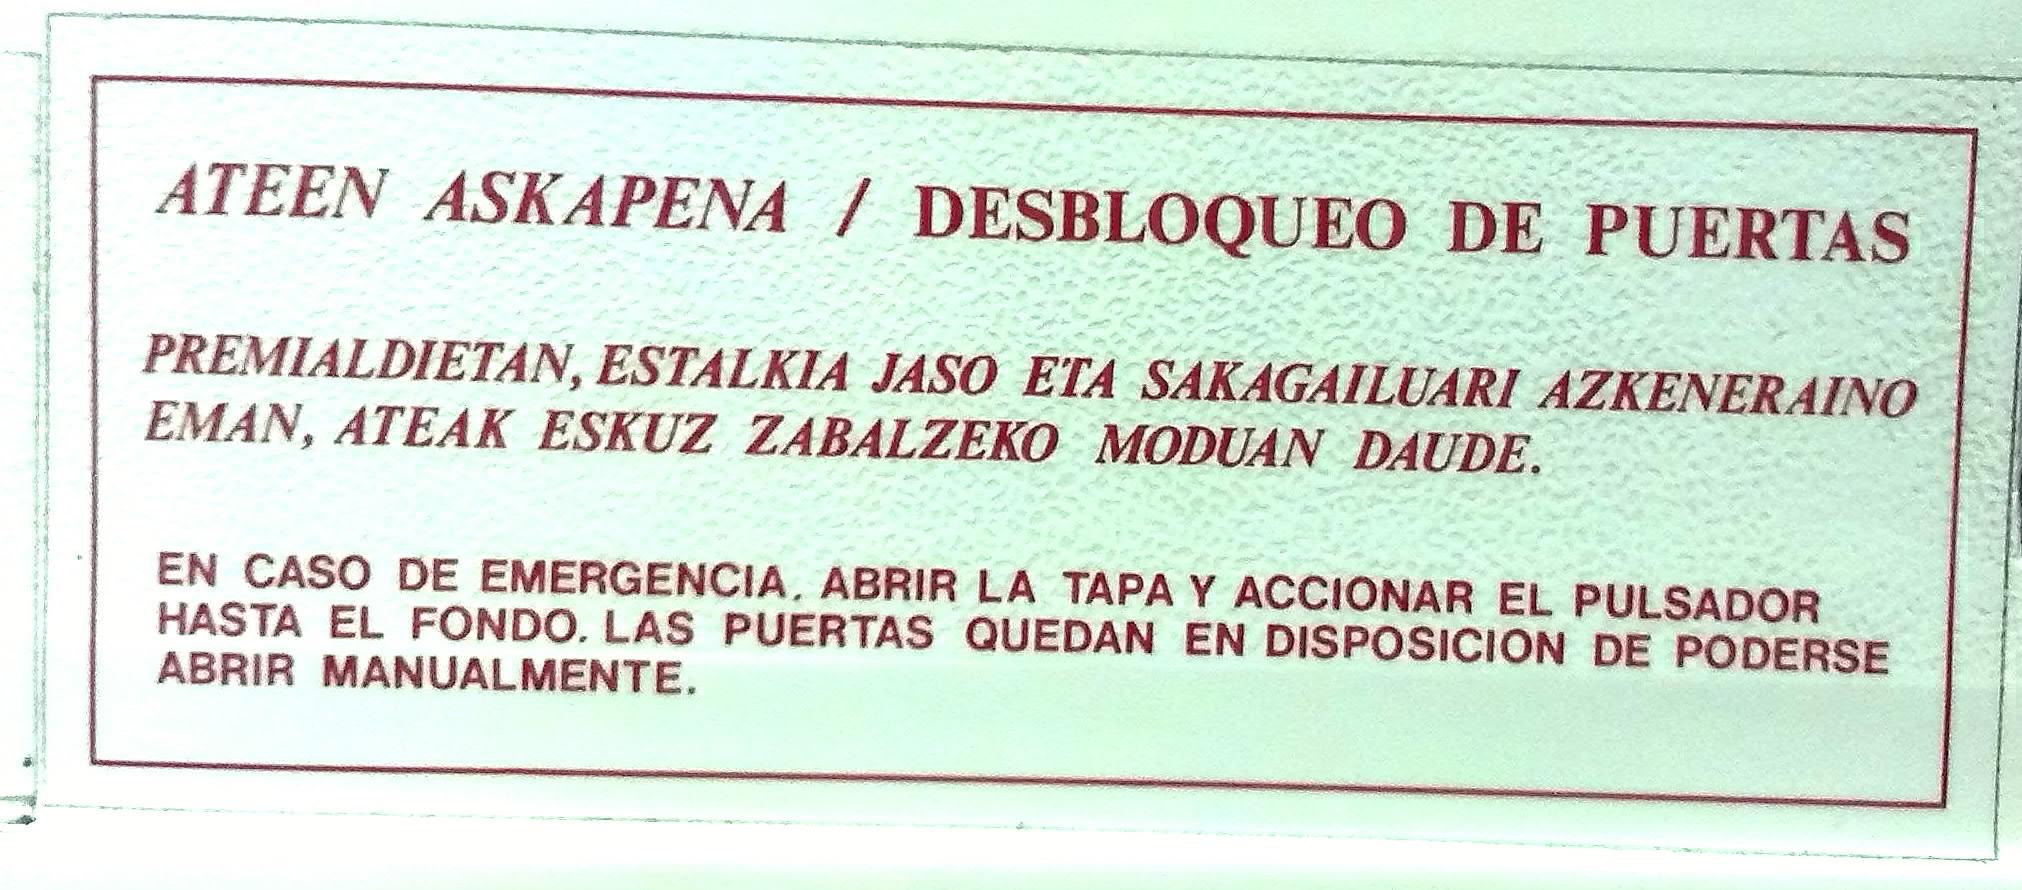 ATEEN ASKAPENA / DESBLOQUEO DE PUERTAS
PREMIALDIETAN, ESTALKIA JASO ETA SAKAGAILUARI AZKENERAINO
EMAN, ATEAK ESKUZ ZABALZEKO MODUAN DAUDE.
EN CASO DE EMERGENCIA. ABRIR LA TAPA Y ACCIONAR EL PULSADOR
HASTA EL FONDO. LAS PUERTAS QUEDAN EN DISPOSICION DE PODERSE
ABRIR MANUALMENTE.